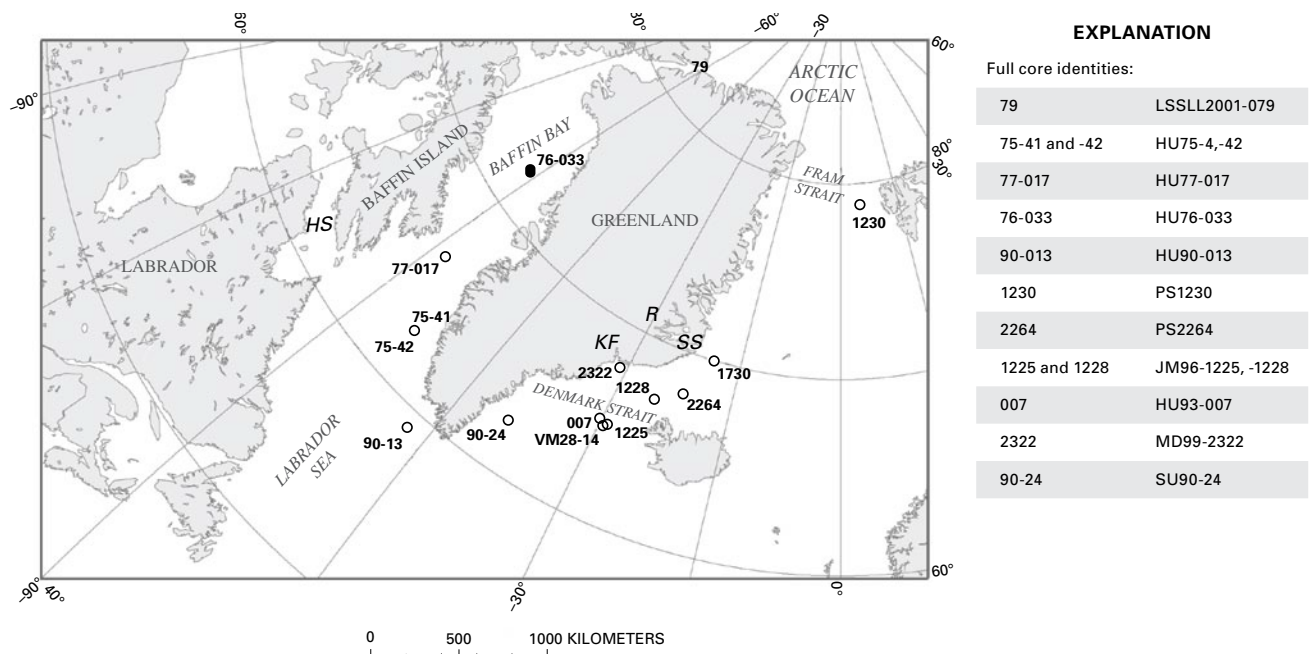 60°
30°
-60°
-30
60°
-90°
79
ARCTIC
OCEAN
BAFFIN ISLAND
BAFFIN BAY
76-033
80°
30°
FRAM
STRAIT
HS
GREENLAND
1230
LABRADOR
77-017
75-41
75-42
R
KF
SS
2322
1730
1228
2264
DENMARK STRAIT
007
VM28-14
1225
90-24
90-13
LABRADOR
SEA
-90°
40°
-30°
0°
60°
0 500 1000 KILOMETERS
EXPLANATION
Full core identities:
79 LSSLL2001-079
75-41 and -42 HU75-4,-42
77-017 HU77-017
76-033 HU76-033
90-013 HU90-013
1230 PS1230
2264 PS2264
1225 and 1228 JM96-1225, -1228
007 HU93-007
2322 MD99-2322
90-24 SU90-24